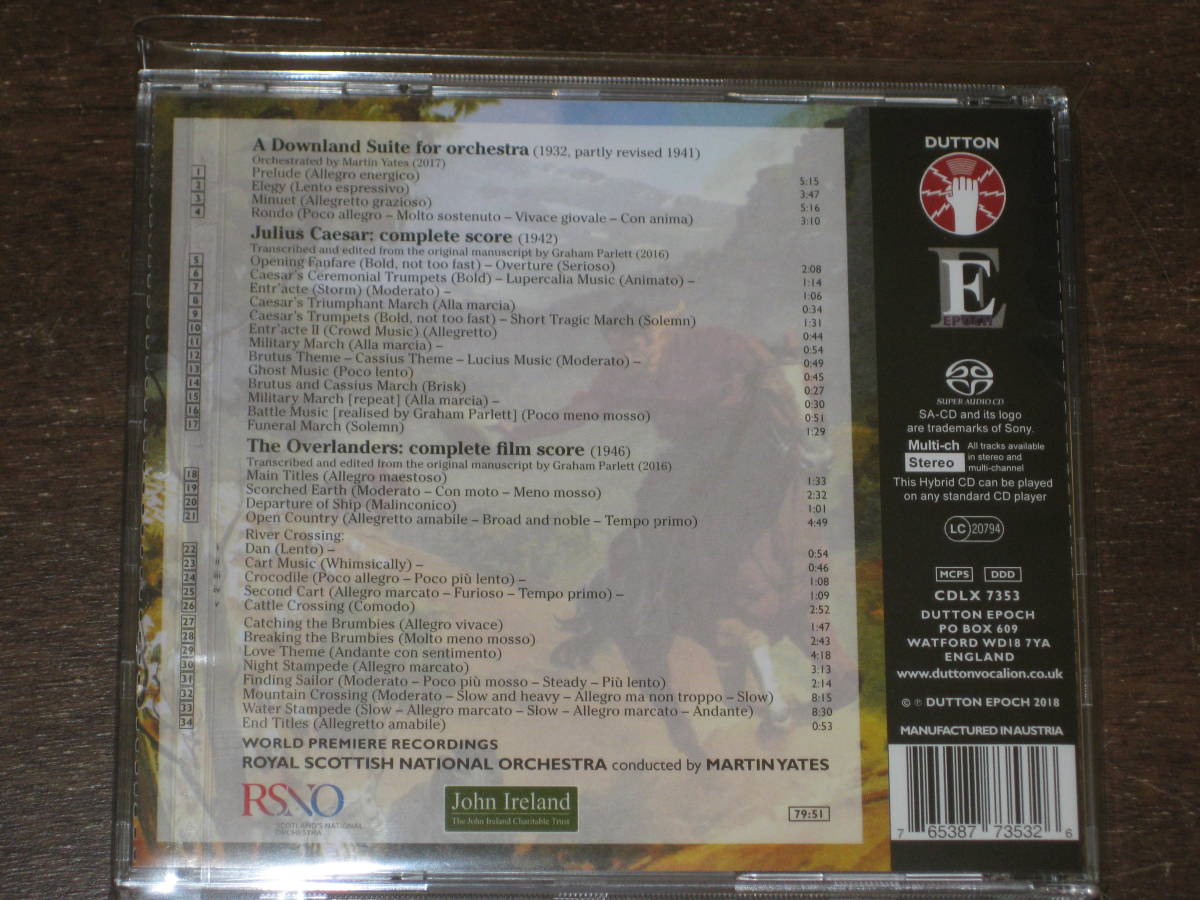 A Downland Suite for orchestra (1932, partly revised 1941)
Orchestrated by Martin Yates (2017)
1 Prelude (Allegro energico) 5:15
2 Elegy (Lento espressivo) 3:47
3 Minuet (Allegretto grazioso) 5:16
4 Rondo (Poco allegro – Molto sostenuto – Vivace giovale – Con anima) 3:10
Julius Caesar: complete score (1942)
Transcribed and edited from the original manuscript by Graham Parlett (2016)
5 Opening Fanfare (Bold, not too fast) – Overture (Serioso) 2:08
6 Caesar's Ceremonial Trumpets (Bold) – Lupercalia Music (Animato) – 1:14
7 Entr'acte (Storm) (Moderato) – 1:06
8 Caesar's Triumphant March (Alla marcia) 0:34
9 Caesar's Trumpets (Bold, not too fast) – Short Tragic March (Solemn) 1:31
10 Entr'acte II (Crowd Music) (Allegretto) 0:44
11 Military March (Alla marcia) – 0:54
12 Brutus Theme – Cassius Theme – Lucius Music (Moderato) – 0:49
13 Ghost Music (Poco lento) 0:45
14 Brutus and Cassius March (Brisk) 0:27
15 Military March [repeat] (Alla marcia) – 0:30
16 Battle Music [realised by Graham Parlett] (Poco meno mosso) 0:51
17 Funeral March (Solemn) 1:29
The Overlanders: complete film score (1946)
Transcribed and edited from the original manuscript by Graham Parlett (2016)
18 Main Titles (Allegro maestoso) 1:33
19 Scorched Earth (Moderato – Con moto – Meno mosso) 2:32
20 Departure of Ship (Malinconico) 1:01
21 Open Country (Allegretto amabile – Broad and noble – Tempo primo) 4:49
River Crossing:
22 i Dan (Lento) – 0:54
23 ii Cart Music (Whimsically) – 0:46
24 iii Crocodile (Poco allegro – Poco più lento) – 1:08
25 iv Second Cart (Allegro marcato – Furioso – Tempo primo) – 1:09
26 v Cattle Crossing (Comodo) 2:52
27 Catching the Brumbies (Allegro vivace) 1:47
28 Breaking the Brumbies (Molto meno mosso) 2:43
29 Love Theme (Andante con sentimento) 4:18
30 Night Stampede (Allegro marcato) 3:13
31 Finding Sailor (Moderato – Poco più mosso – Steady – Più lento) 2:14
32 Mountain Crossing (Moderato – Slow and heavy – Allegro ma non troppo – Slow) 8:15
33 Water Stampede (Slow – Allegro marcato – Slow – Allegro marcato – Andante) 8:30
34 End Titles (Allegretto amabile) 0:53
WORLD PREMIERE RECORDINGS
ROYAL SCOTTISH NATIONAL ORCHESTRA conducted by MARTIN YATES
RSNO
SCOTLAND'S NATIONAL
ORCHESTRA
John Ireland
The John Ireland Charitable Trust
79:51
DUTTON
E
EPOCH
SUPER AUDIO CD
SA-CD and its logo
are trademarks of Sony.
Multi-ch
Stereo
All tracks available
in stereo and
multi-channel
This Hybrid CD can be played
on any standard CD player
LC 20794
MCPS DDD
CDLX 7353
DUTTON EPOCH
PO BOX 609
WATFORD WD18 7YA
ENGLAND
www.duttonvocalion.co.uk
© ℗ DUTTON EPOCH 2018
MANUFACTURED IN AUSTRIA
7 65387 73532 6